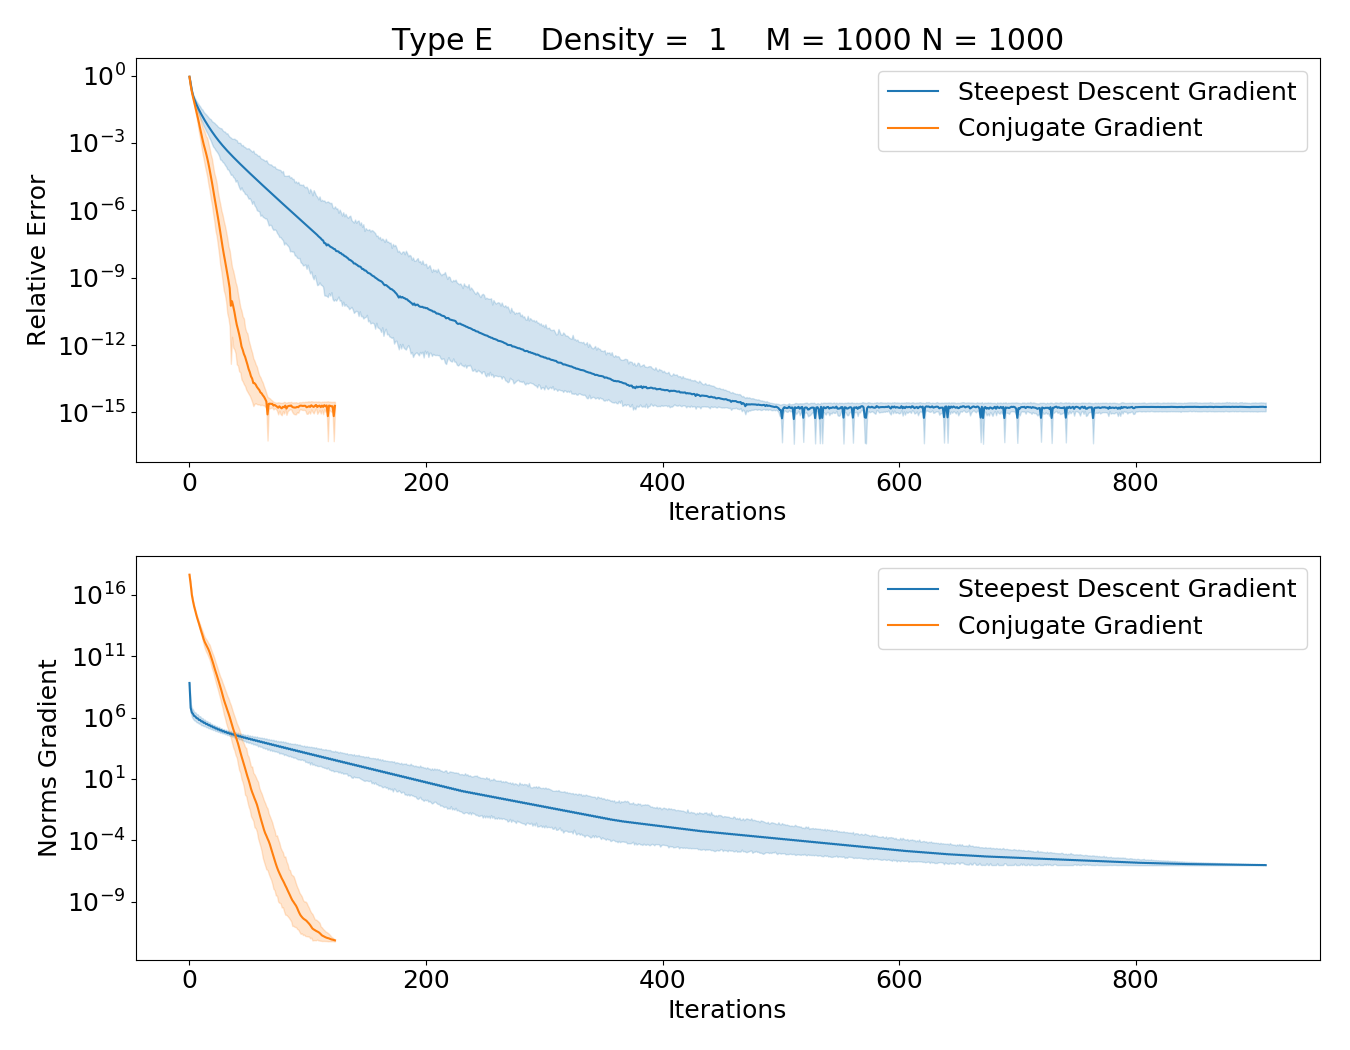 Type E Density = 1 M = 1000 N = 1000
10^0
10^-3
10^-6
10^-9
10^-12
10^-15
Relative Error
Steepest Descent Gradient
Conjugate Gradient
0 200 400 600 800
Iterations
10^16
10^11
10^6
10^1
10^-4
10^-9
Norms Gradient
Steepest Descent Gradient
Conjugate Gradient
0 200 400 600 800
Iterations